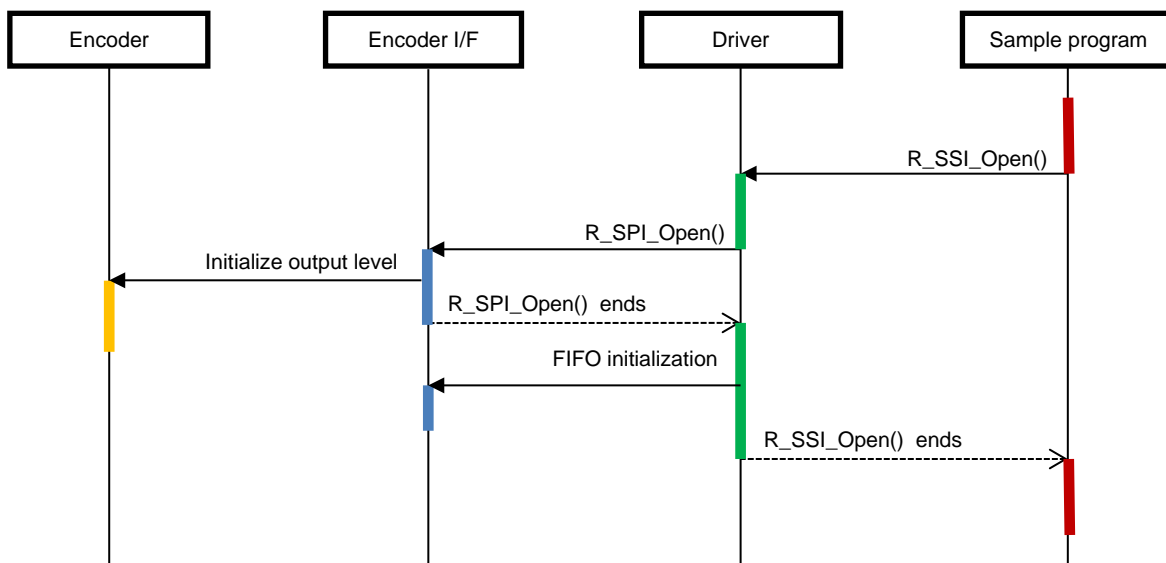 Encoder
Encoder I/F
Driver
Sample program
R_SSI_Open()
R_SPI_Open()
Initialize output level
R_SPI_Open() ends
FIFO initialization
R_SSI_Open() ends